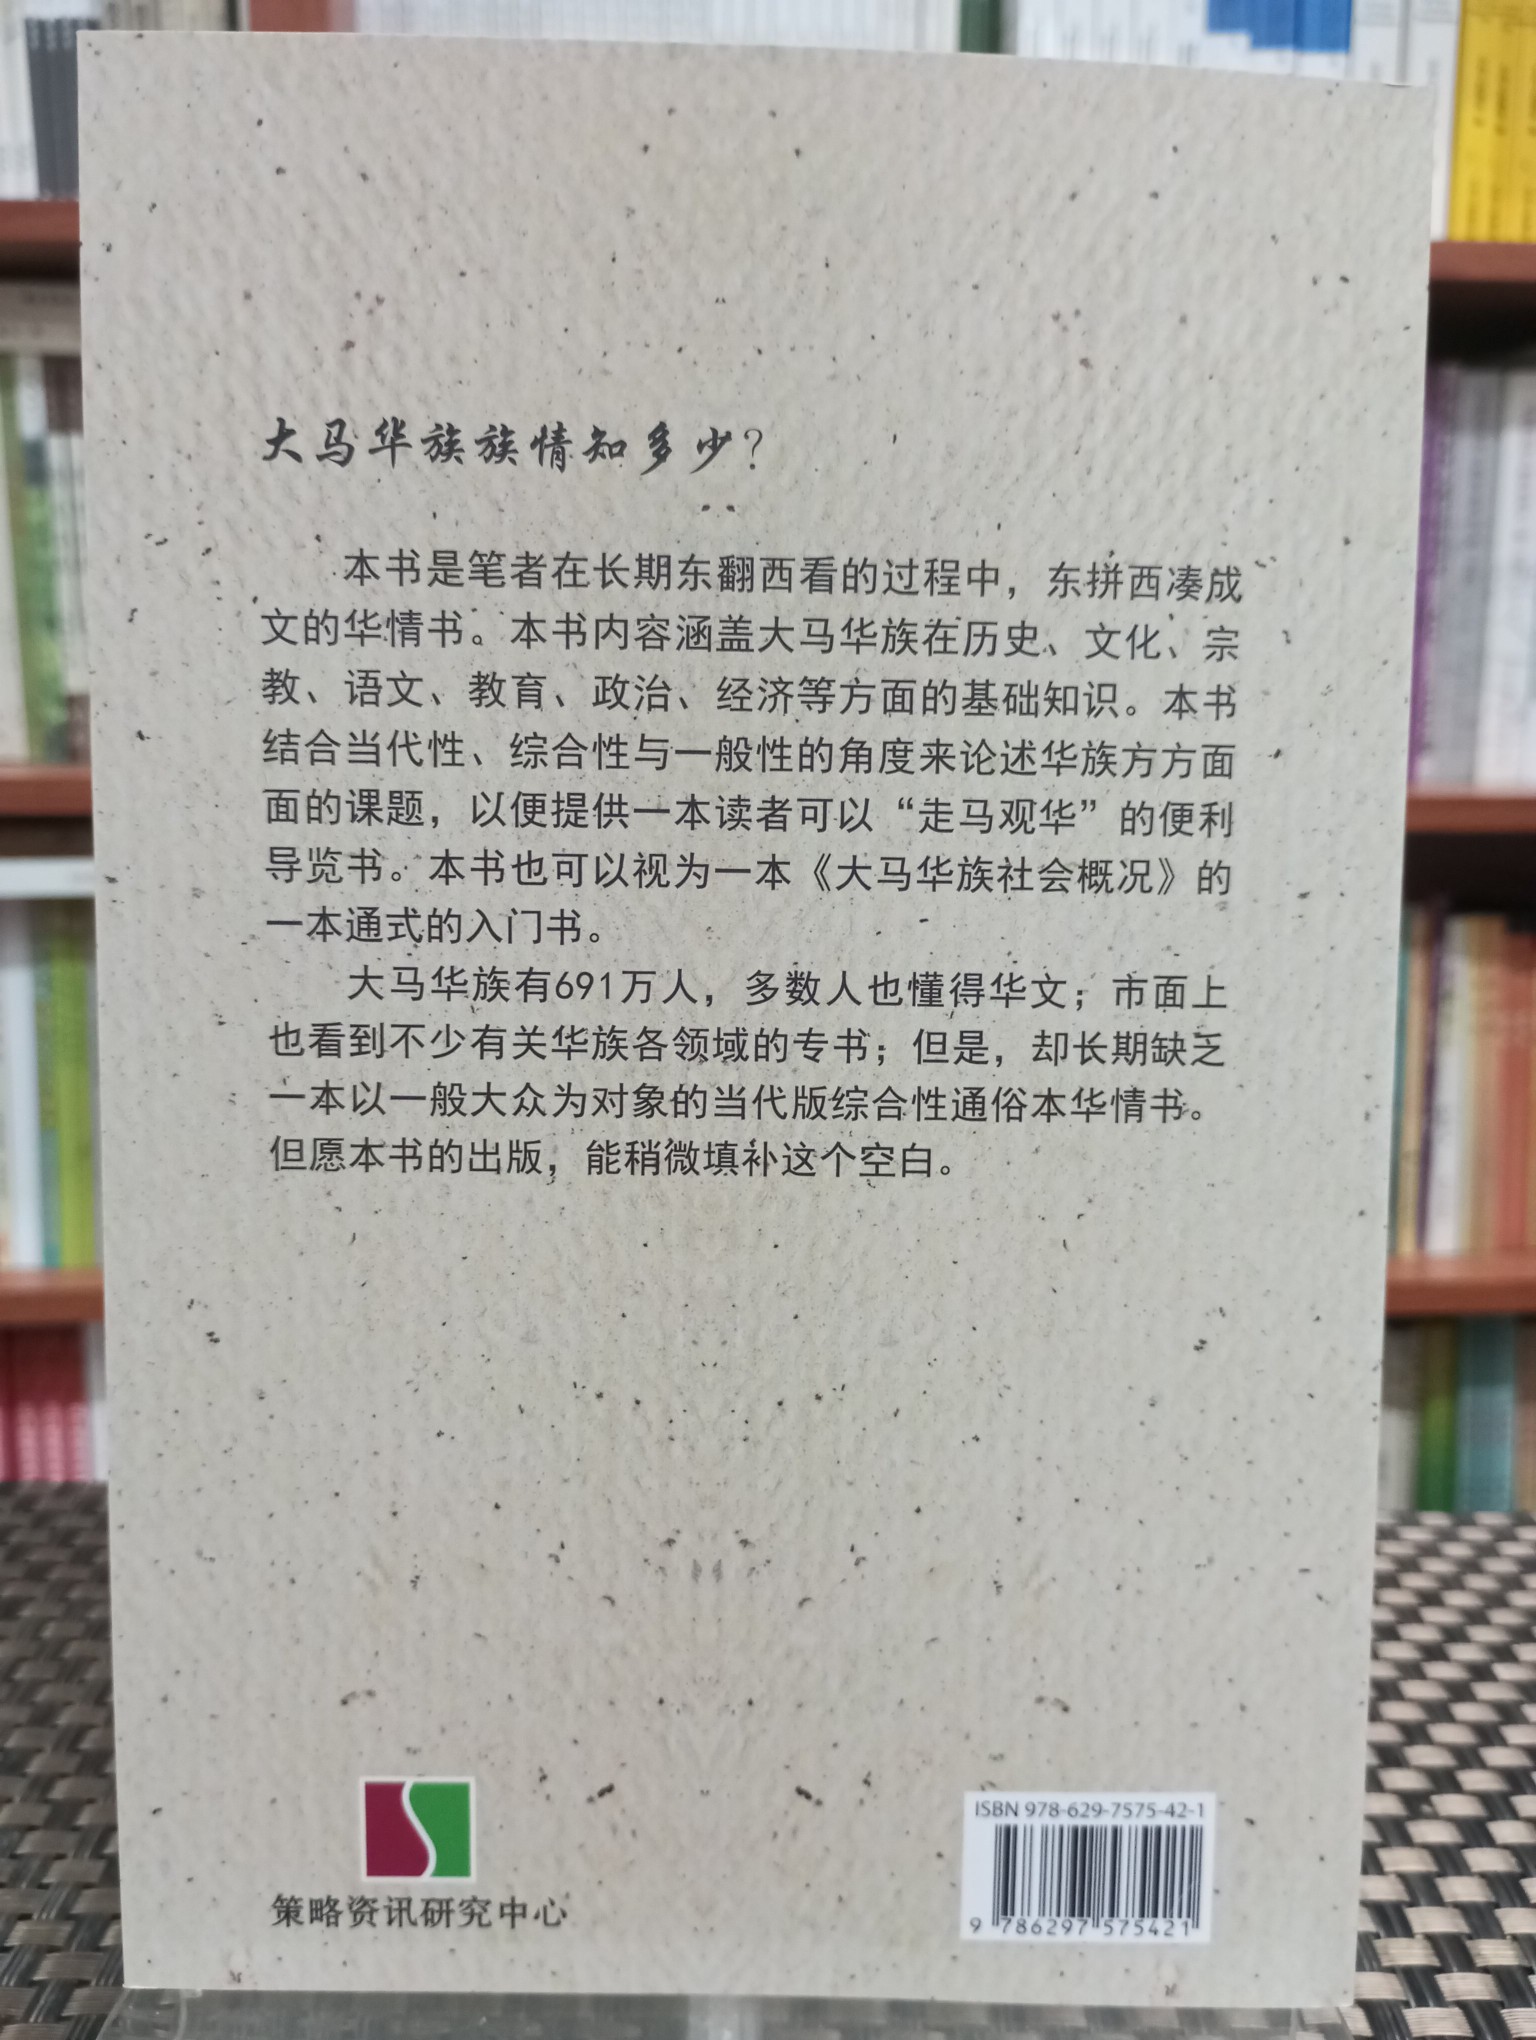 大马华族族情知多少？
本书是笔者在长期东翻西看的过程中，东拼西凑成
文的华情书。本书内容涵盖大马华族在历史、文化、宗
教、语文、教育、政治、经济等方面的基础知识。本书
结合当代性、综合性与一般性的角度来论述华族方方面
面的课题，以便提供一本读者可以“走马观华”的便利
导览书。本书也可以视为一本《大马华族社会概况》的
一本通式的入门书。
大马华族有691万人，多数人也懂得华文；市面上
也看到不少有关华族各领域的专书；但是，却长期缺乏
一本以一般大众为对象的当代版综合性通俗本华情书。
但愿本书的出版，能稍微填补这个空白。
策略资讯研究中心
ISBN 978-629-7575-42-1
9 786297 575421